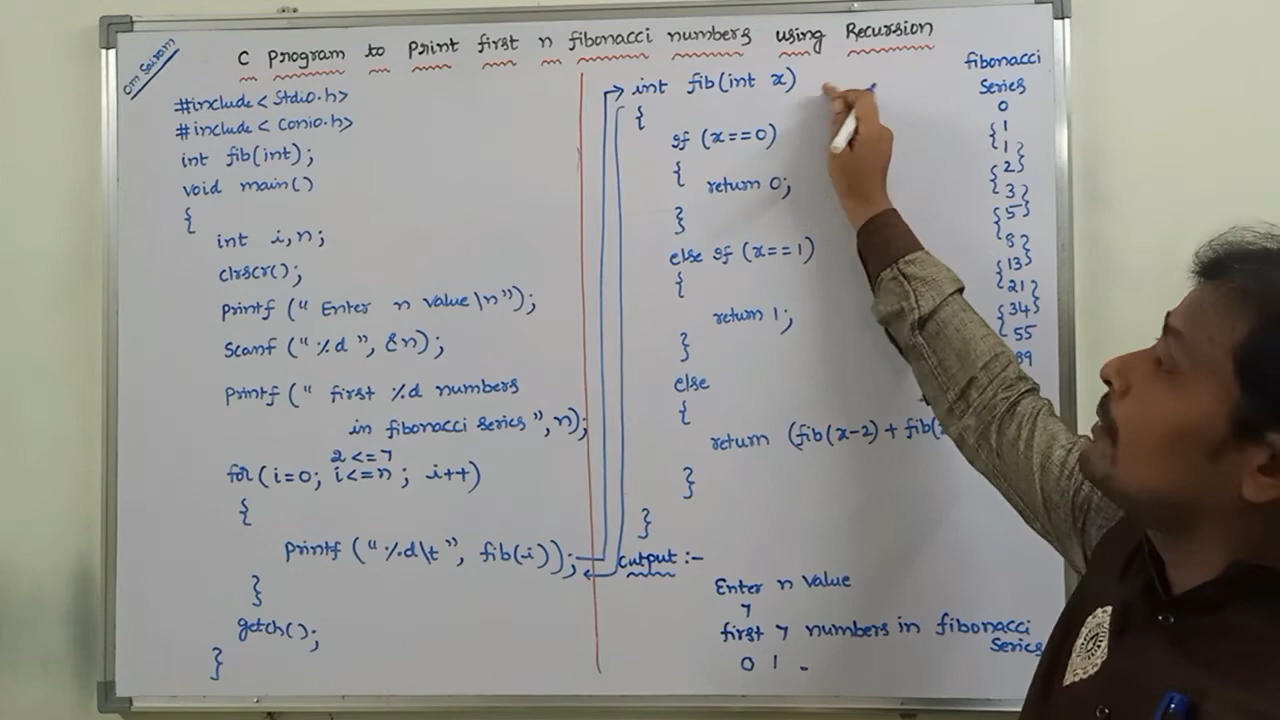 Om Sairam
C Program to Print first n fibonacci numbers using Recursion
#include < Stdio.h>
#include < Conio.h>
int fib(int);
void main()
{
int i,n;
clrscr();
Printf (" Enter n value \n");
Scanf (" %d ", &n);
Printf (" first %d numbers
in fibonacci series ", n);
2 <= 7
for(i=0; i<=n; i++)
{
Printf (" %d\t ", fib(i));
}
getch();
}
int fib(int x)
{
if (x==0)
{
return 0;
}
else if (x==1)
{
return 1;
}
else
{
return (fib(x-2) + fib(
}
}
output :-
Enter n value
7
first 7 numbers in fibonacci
Series
0 1
fibonacci
Series
0
1
1
2
3
5
8
13
21
34
55
89